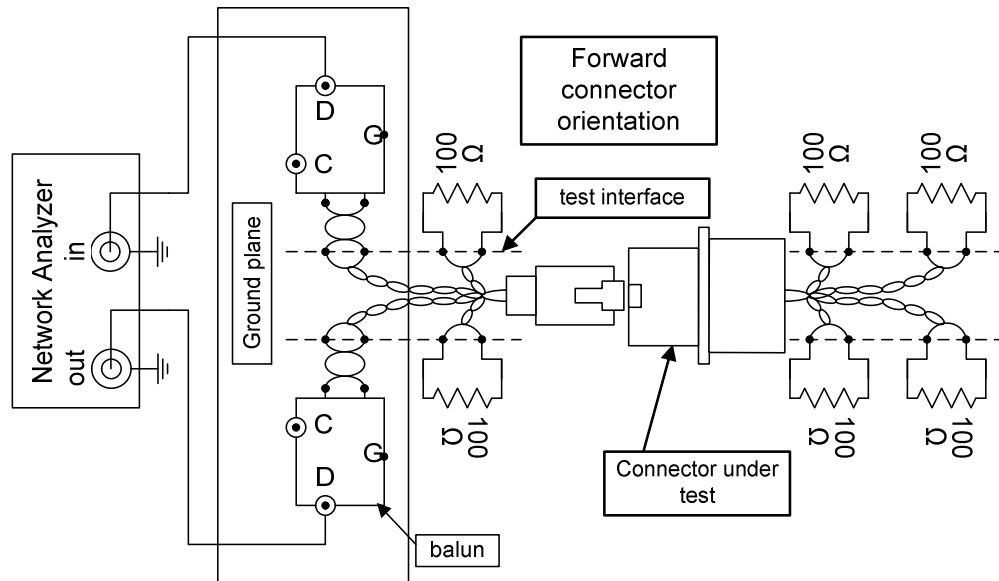 Forward
connector
orientation
D
G
C
100
Ω
100
Ω
100
Ω
test interface
Network Analyzer
in
out
Ground plane
C
G
D
100
Ω
100
Ω
100
Ω
Connector under
test
balun